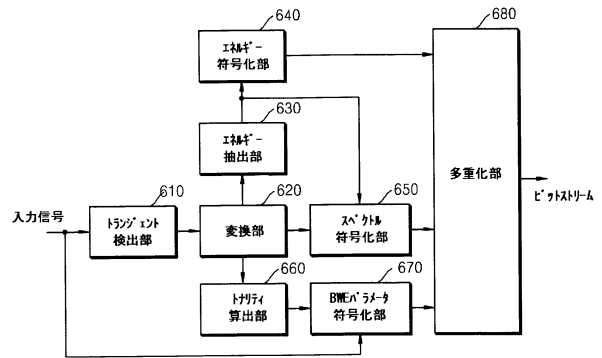 640
680
ｴﾈﾙｷﾞｰ
符号化部
630
ｴﾈﾙｷﾞｰ
抽出部
多重化部
610
620
650
入力信号
ﾄﾗﾝｼﾞｪﾝﾄ
検出部
変換部
ｽﾍﾟｸﾄﾙ
符号化部
ﾋﾞｯﾄｽﾄﾘｰﾑ
660
670
ﾄﾅﾘﾃｨ
算出部
BWEﾊﾟﾗﾒｰﾀ
符号化部